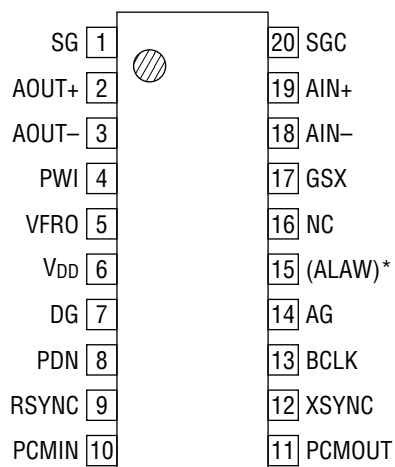 SG 1 20 SGC
AOUT+ 2 19 AIN+
AOUT– 3 18 AIN–
PWI 4 17 GSX
VFRO 5 16 NC
VDD 6 15 (ALAW)*
DG 7 14 AG
PDN 8 13 BCLK
RSYNC 9 12 XSYNC
PCMIN 10 11 PCMOUT